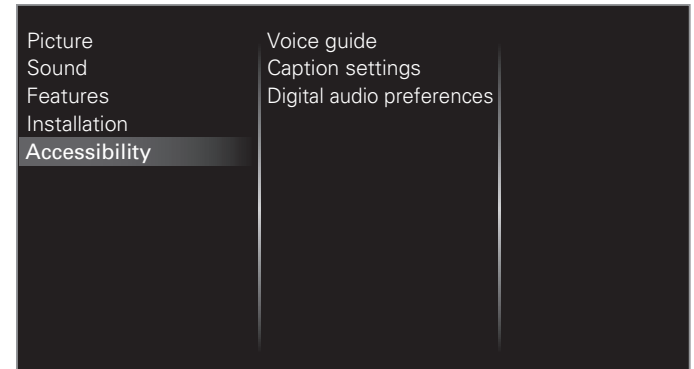 Picture
Sound
Features
Installation
Accessibility
Voice guide
Caption settings
Digital audio preferences